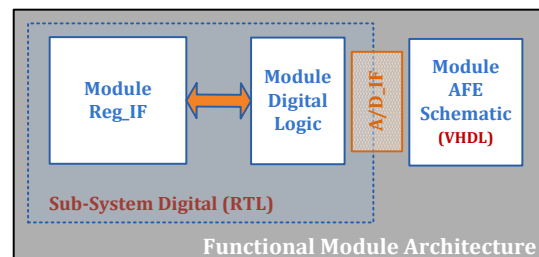 Module
Reg_IF
Module
Digital
Logic
A/D_IF
Module
AFE
Schematic
(VHDL)
Sub-System Digital (RTL)
Functional Module Architecture